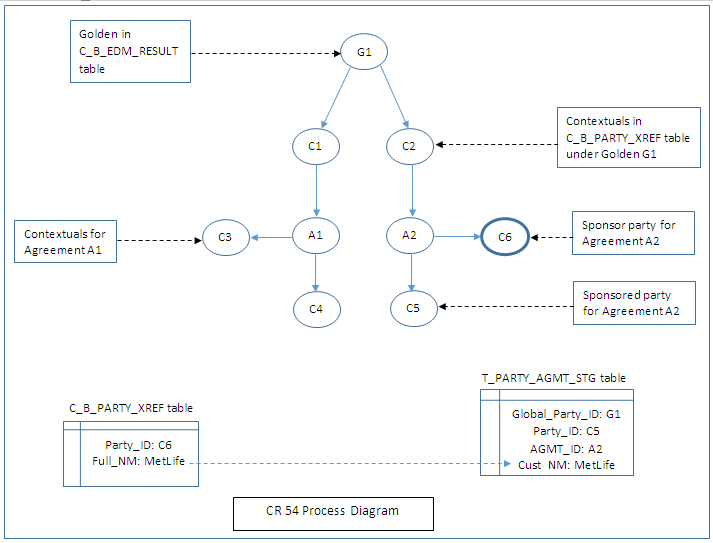 Golden in
C_B_EDM_RESULT
table
G1
Contextuals in
C_B_PARTY_XREF table
under Golden G1
C1
C2
Contextuals for
Agreement A1
C3
A1
A2
C6
Sponsor party for
Agreement A2
C4
C5
Sponsored party
for Agreement A2
C_B_PARTY_XREF table
Party_ID: C6
Full_NM: MetLife
T_PARTY_AGMT_STG table
Global_Party_ID: G1
Party_ID: C5
AGMT_ID: A2
Cust_NM: MetLife
CR 54 Process Diagram